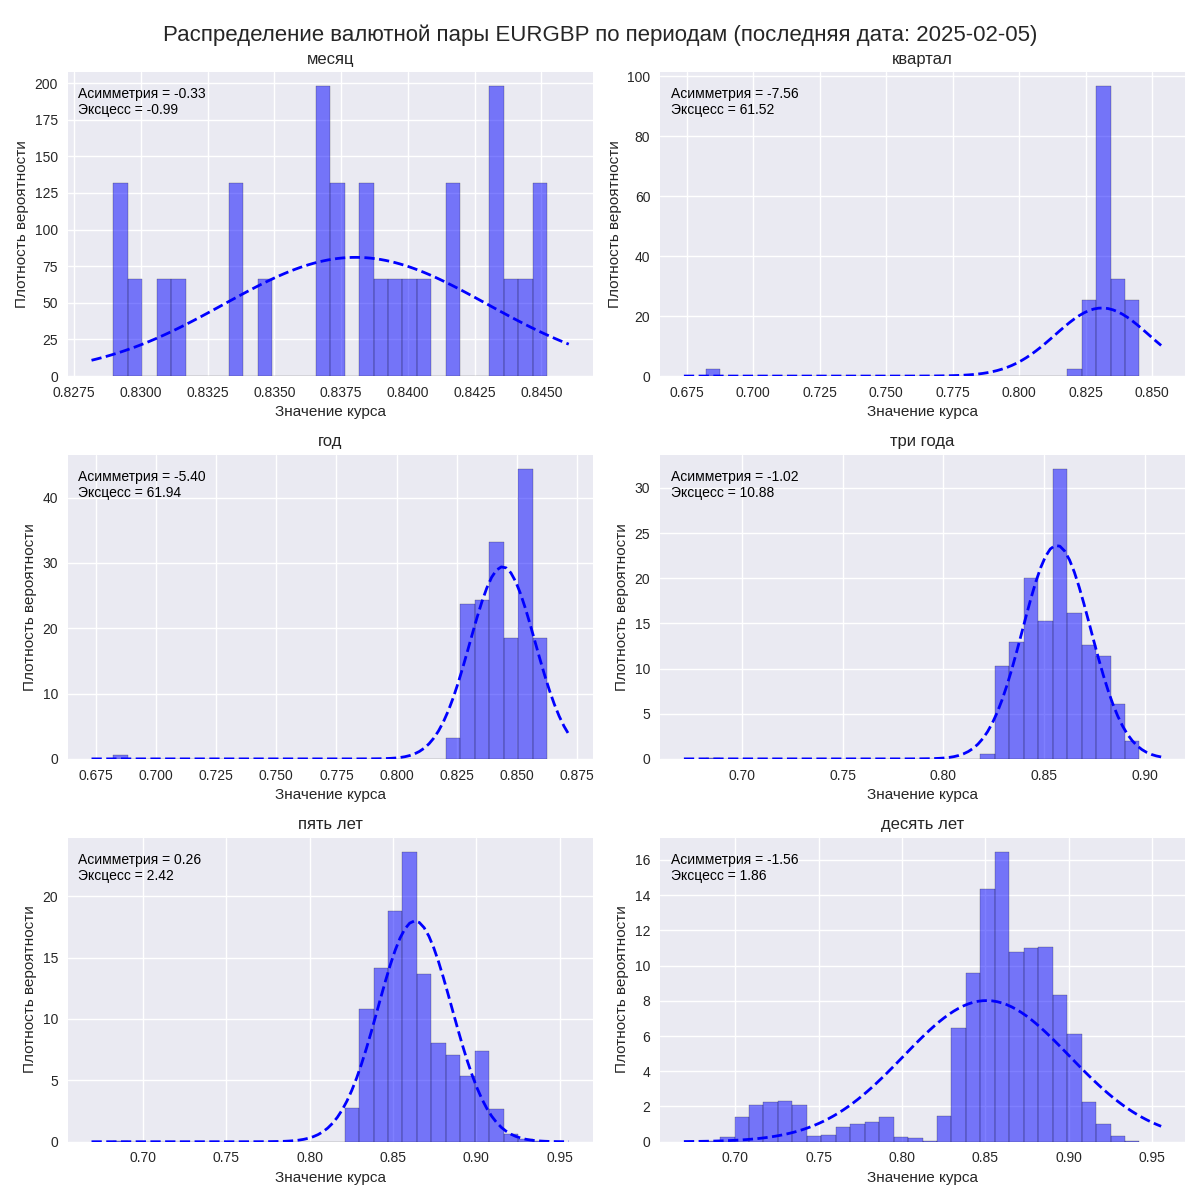 Распределение валютной пары EURGBP по периодам (последняя дата: 2025-02-05)
месяц
Асимметрия = -0.33
Эксцесс = -0.99
Плотность вероятности
200
175
150
125
100
75
50
25
0
0.8275 0.8300 0.8325 0.8350 0.8375 0.8400 0.8425 0.8450
Значение курса
квартал
Асимметрия = -7.56
Эксцесс = 61.52
Плотность вероятности
100
80
60
40
20
0
0.675 0.700 0.725 0.750 0.775 0.800 0.825 0.850
Значение курса
год
Асимметрия = -5.40
Эксцесс = 61.94
Плотность вероятности
40
30
20
10
0
0.675 0.700 0.725 0.750 0.775 0.800 0.825 0.850 0.875
Значение курса
три года
Асимметрия = -1.02
Эксцесс = 10.88
Плотность вероятности
30
25
20
15
10
5
0
0.70 0.75 0.80 0.85 0.90
Значение курса
пять лет
Асимметрия = 0.26
Эксцесс = 2.42
Плотность вероятности
20
15
10
5
0
0.70 0.75 0.80 0.85 0.90 0.95
Значение курса
десять лет
Асимметрия = -1.56
Эксцесс = 1.86
Плотность вероятности
16
14
12
10
8
6
4
2
0
0.70 0.75 0.80 0.85 0.90 0.95
Значение курса